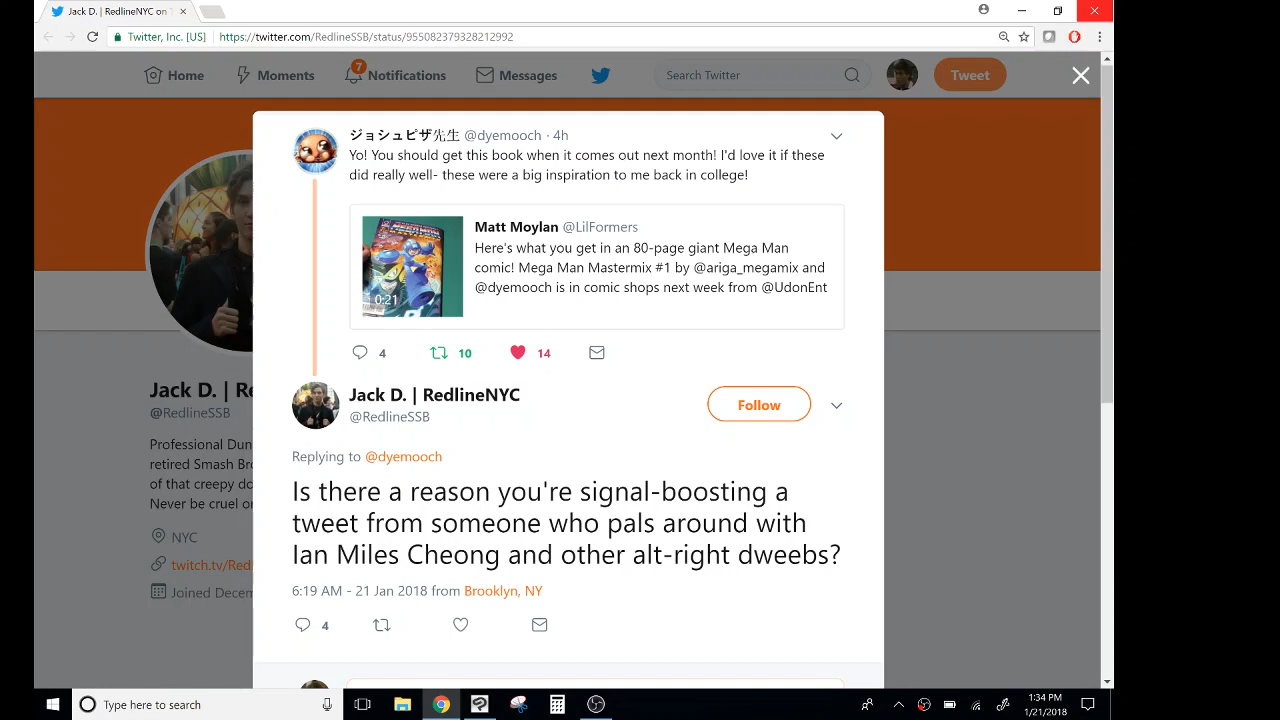 Jack D. | RedlineNYC on T
Twitter, Inc. [US]
https://twitter.com/RedlineSSB/status/955082379328212992
Home
Moments
7
Notifications
Messages
Search Twitter
Tweet
ジョシュピザ先生 @dyemooch · 4h
Yo! You should get this book when it comes out next month! I'd love it if these
did really well- these were a big inspiration to me back in college!
Matt Moylan @LilFormers
Here's what you get in an 80-page giant Mega Man
comic! Mega Man Mastermix #1 by @ariga_megamix and
@dyemooch is in comic shops next week from @UdonEnt
0:21
4
10
14
Jack D. | RedlineNYC
@RedlineSSB
Follow
Replying to @dyemooch
Is there a reason you're signal-boosting a
tweet from someone who pals around with
Ian Miles Cheong and other alt-right dweebs?
6:19 AM - 21 Jan 2018 from Brooklyn, NY
4
Jack D. | Re
@RedlineSSB
Professional Dun
retired Smash Br
of that creepy do
Never be cruel or
NYC
twitch.tv/Red
Joined Decem
Type here to search
1:34 PM
1/21/2018